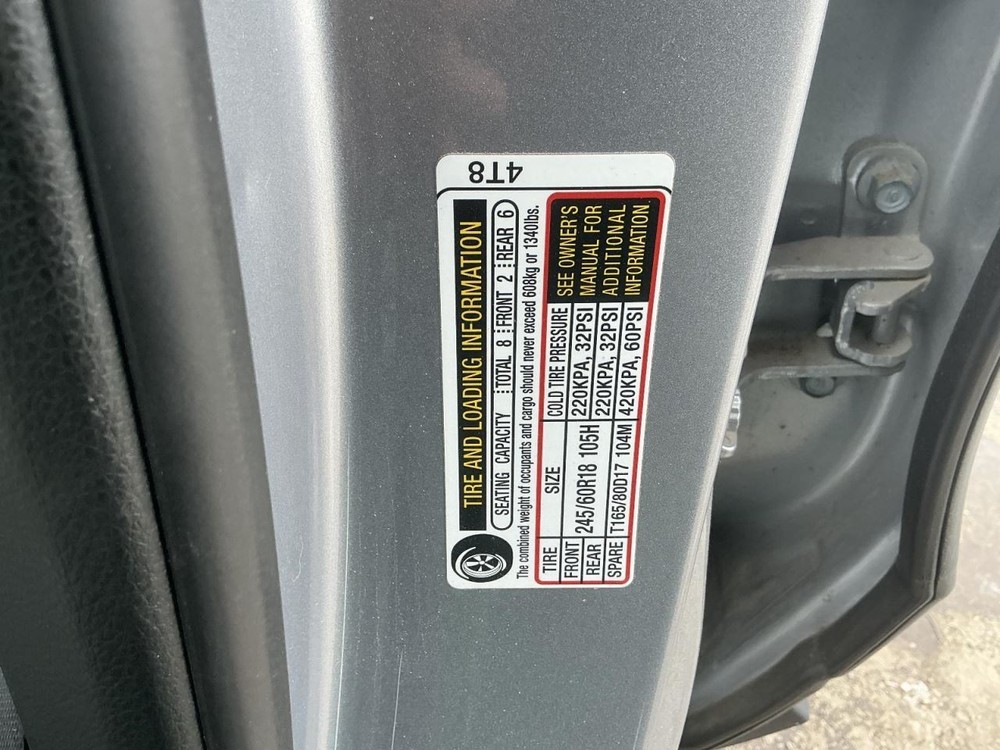 4T8
TIRE AND LOADING INFORMATION
SEATING CAPACITY TOTAL 8 FRONT 2 REAR 6
The combined weight of occupants and cargo should never exceed 608kg or 1340lbs.
TIRE SIZE COLD TIRE PRESSURE
FRONT 245/60R18 105H 220KPA, 32PSI
REAR 220KPA, 32PSI
SPARE T165/80D17 104M 420KPA, 60PSI
SEE OWNER'S
MANUAL FOR
ADDITIONAL
INFORMATION